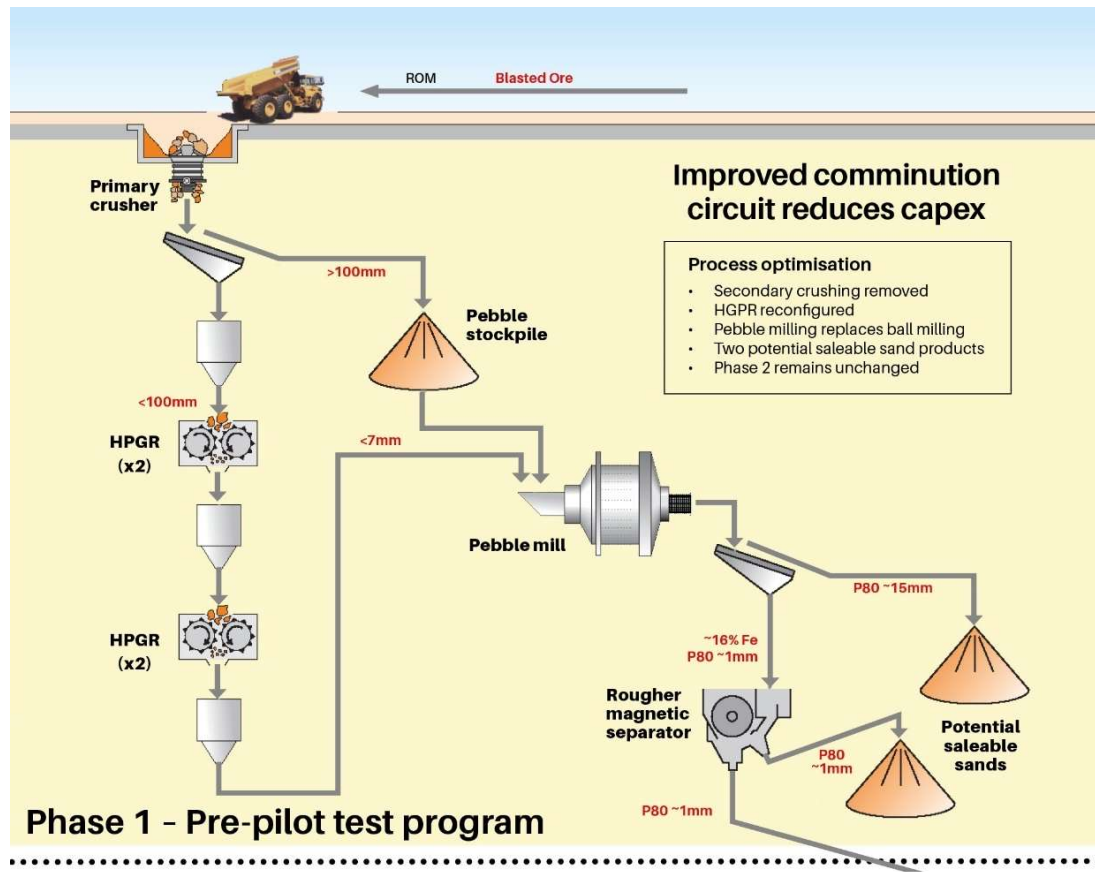 ROM
Blasted Ore
Primary
crusher
Improved comminution
circuit reduces capex
>100mm
Process optimisation
• Secondary crushing removed
• HGPR reconfigured
• Pebble milling replaces ball milling
• Two potential saleable sand products
• Phase 2 remains unchanged
Pebble
stockpile
<100mm
HPGR
(x2)
<7mm
Pebble mill
P80 ~15mm
HPGR
(x2)
~16% Fe
P80 ~1mm
Rougher
magnetic
separator
Potential
saleable
sands
P80
~1mm
P80 ~1mm
Phase 1 – Pre-pilot test program